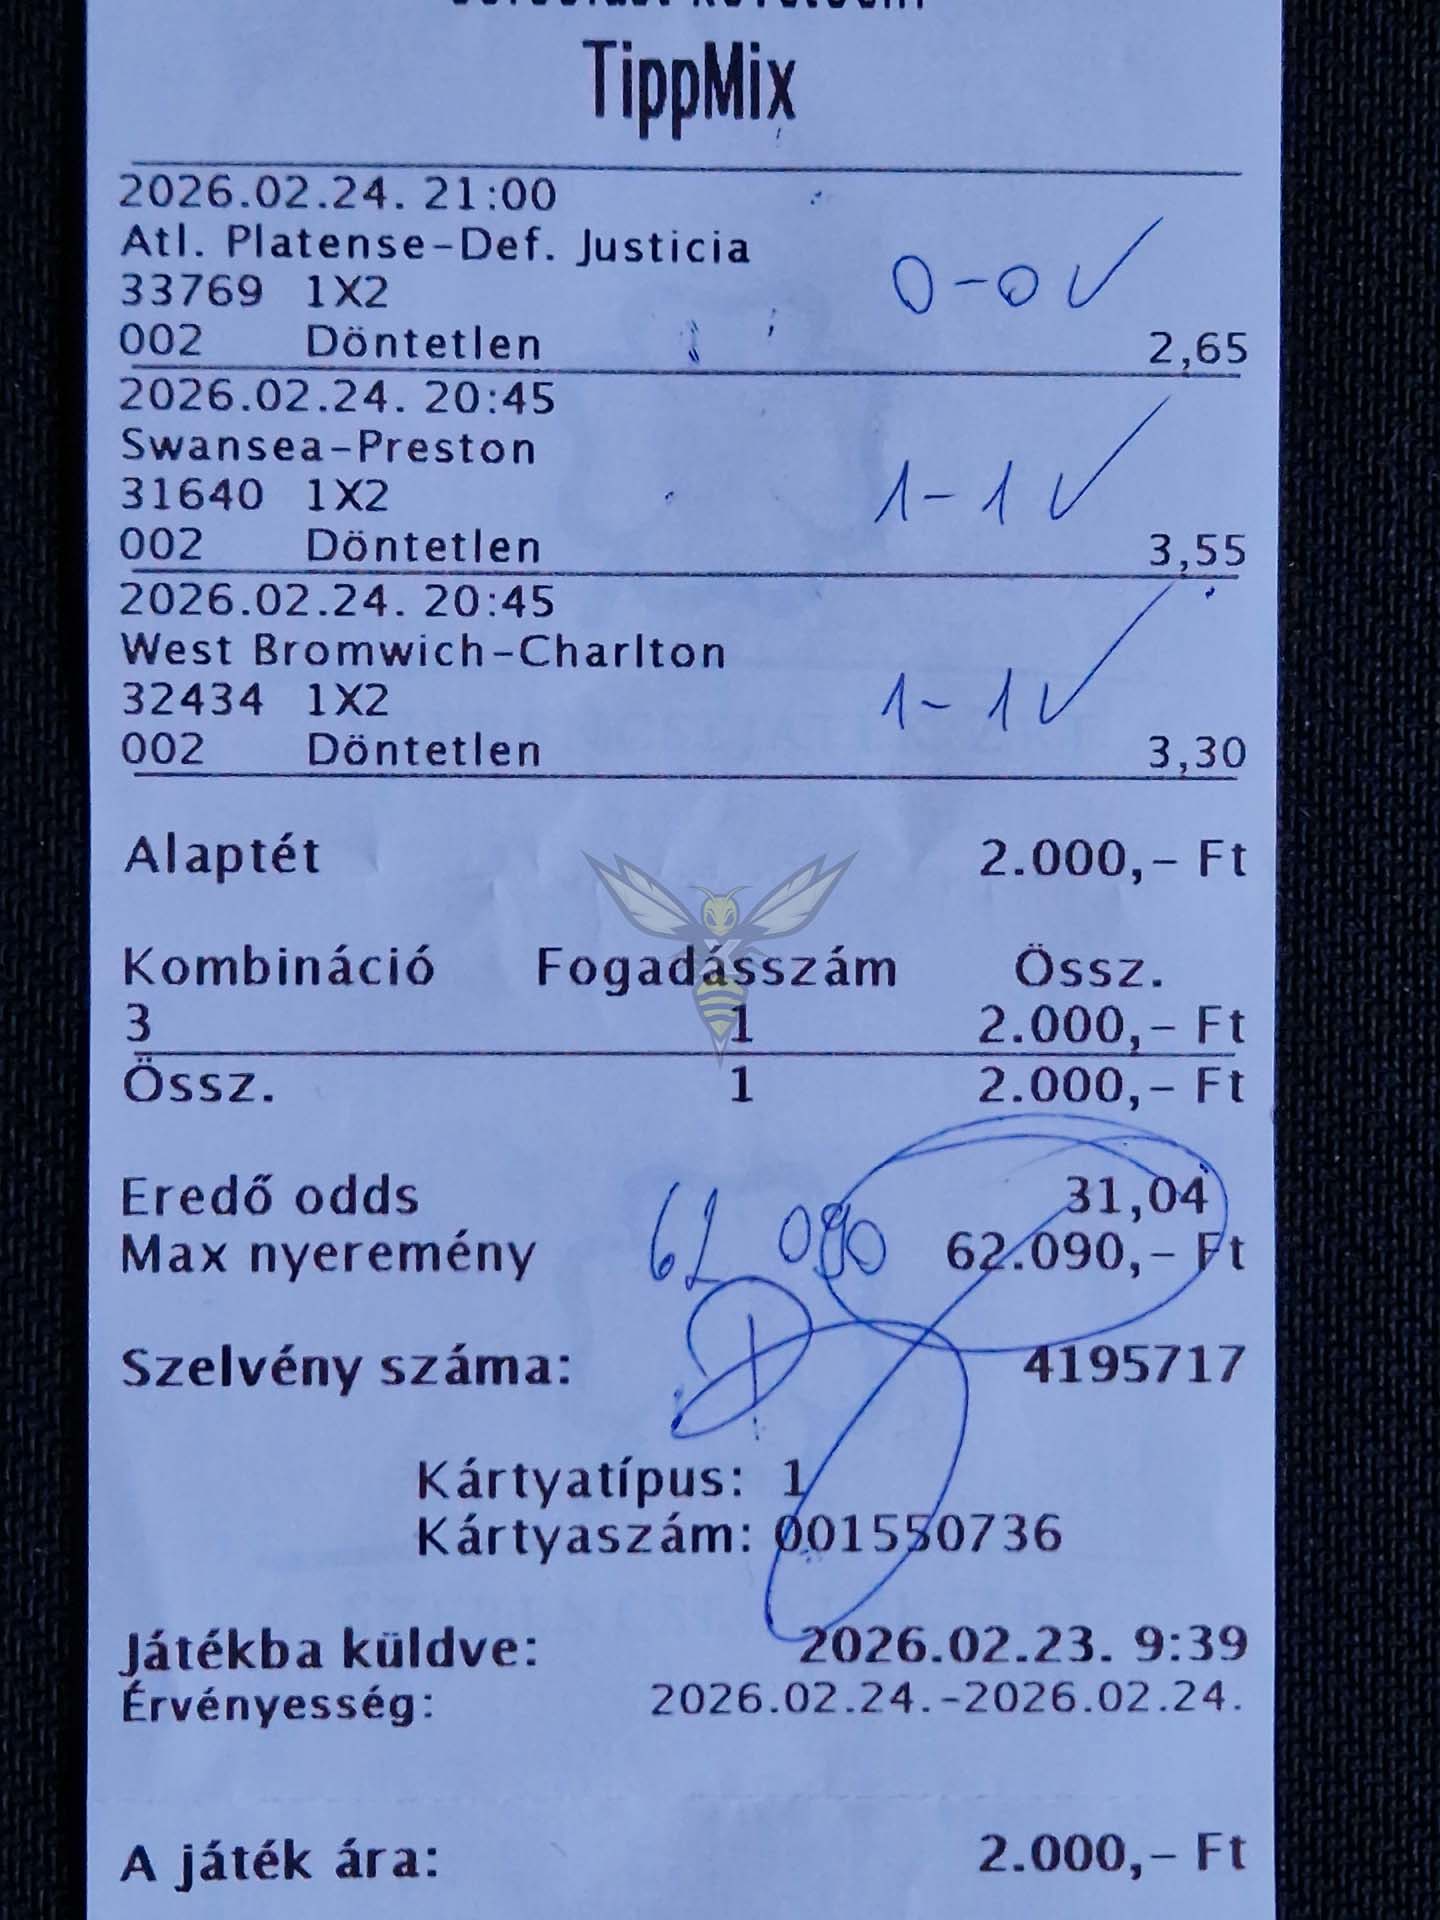 TippMix
2026.02.24. 21:00
Atl. Platense-Def. Justicia
33769 1X2 0-0 ✓
002 Döntetlen 2,65
2026.02.24. 20:45
Swansea-Preston
31640 1X2 1-1 ✓
002 Döntetlen 3,55
2026.02.24. 20:45
West Bromwich-Charlton
32434 1X2 1-1 ✓
002 Döntetlen 3,30
Alaptét 2.000,- Ft
Kombináció Fogadásszám Össz.
3 1 2.000,- Ft
Össz. 1 2.000,- Ft
Eredő odds 31,04
Max nyeremény 62 090 62.090,- Ft
Szelvény száma: 4195717
Kártyatípus: 1
Kártyaszám: 001550736
Játékba küldve: 2026.02.23. 9:39
Érvényesség: 2026.02.24.-2026.02.24.
A játék ára: 2.000,- Ft